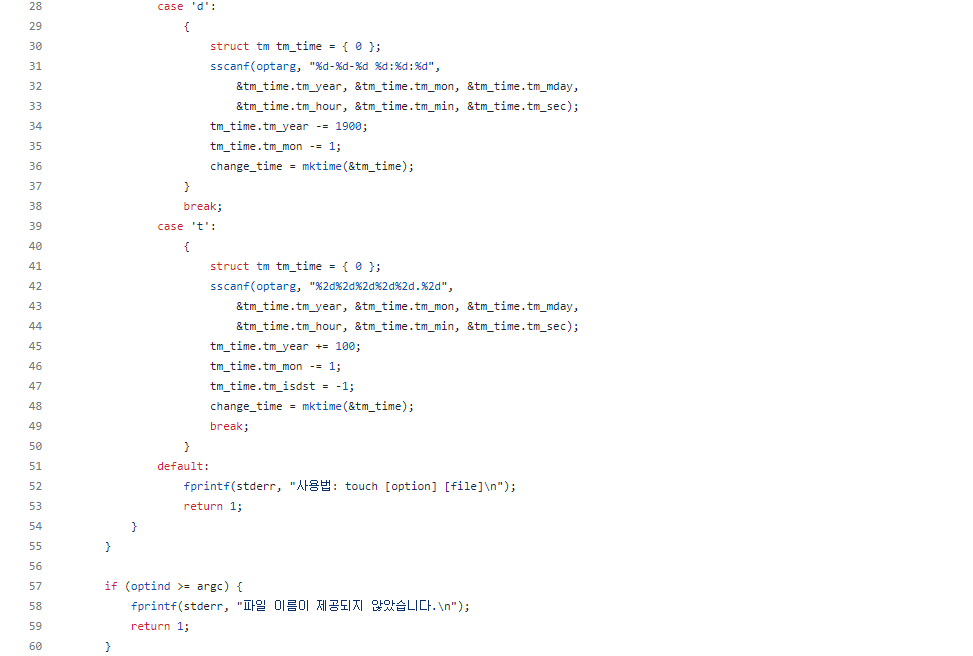 28                 case 'd':
29                     {
30                         struct tm tm_time = { 0 };
31                         sscanf(optarg, "%d-%d-%d %d:%d:%d",
32                             &tm_time.tm_year, &tm_time.tm_mon, &tm_time.tm_mday,
33                             &tm_time.tm_hour, &tm_time.tm_min, &tm_time.tm_sec);
34                         tm_time.tm_year -= 1900;
35                         tm_time.tm_mon -= 1;
36                         change_time = mktime(&tm_time);
37                     }
38                     break;
39                 case 't':
40                     {
41                         struct tm tm_time = { 0 };
42                         sscanf(optarg, "%2d%2d%2d%2d%2d.%2d",
43                             &tm_time.tm_year, &tm_time.tm_mon, &tm_time.tm_mday,
44                             &tm_time.tm_hour, &tm_time.tm_min, &tm_time.tm_sec);
45                         tm_time.tm_year += 100;
46                         tm_time.tm_mon -= 1;
47                         tm_time.tm_isdst = -1;
48                         change_time = mktime(&tm_time);
49                         break;
50                     }
51                 default:
52                     fprintf(stderr, "사용법: touch [option] [file]\n");
53                     return 1;
54             }
55         }
56
57         if (optind >= argc) {
58             fprintf(stderr, "파일 이름이 제공되지 않았습니다.\n");
59             return 1;
60         }